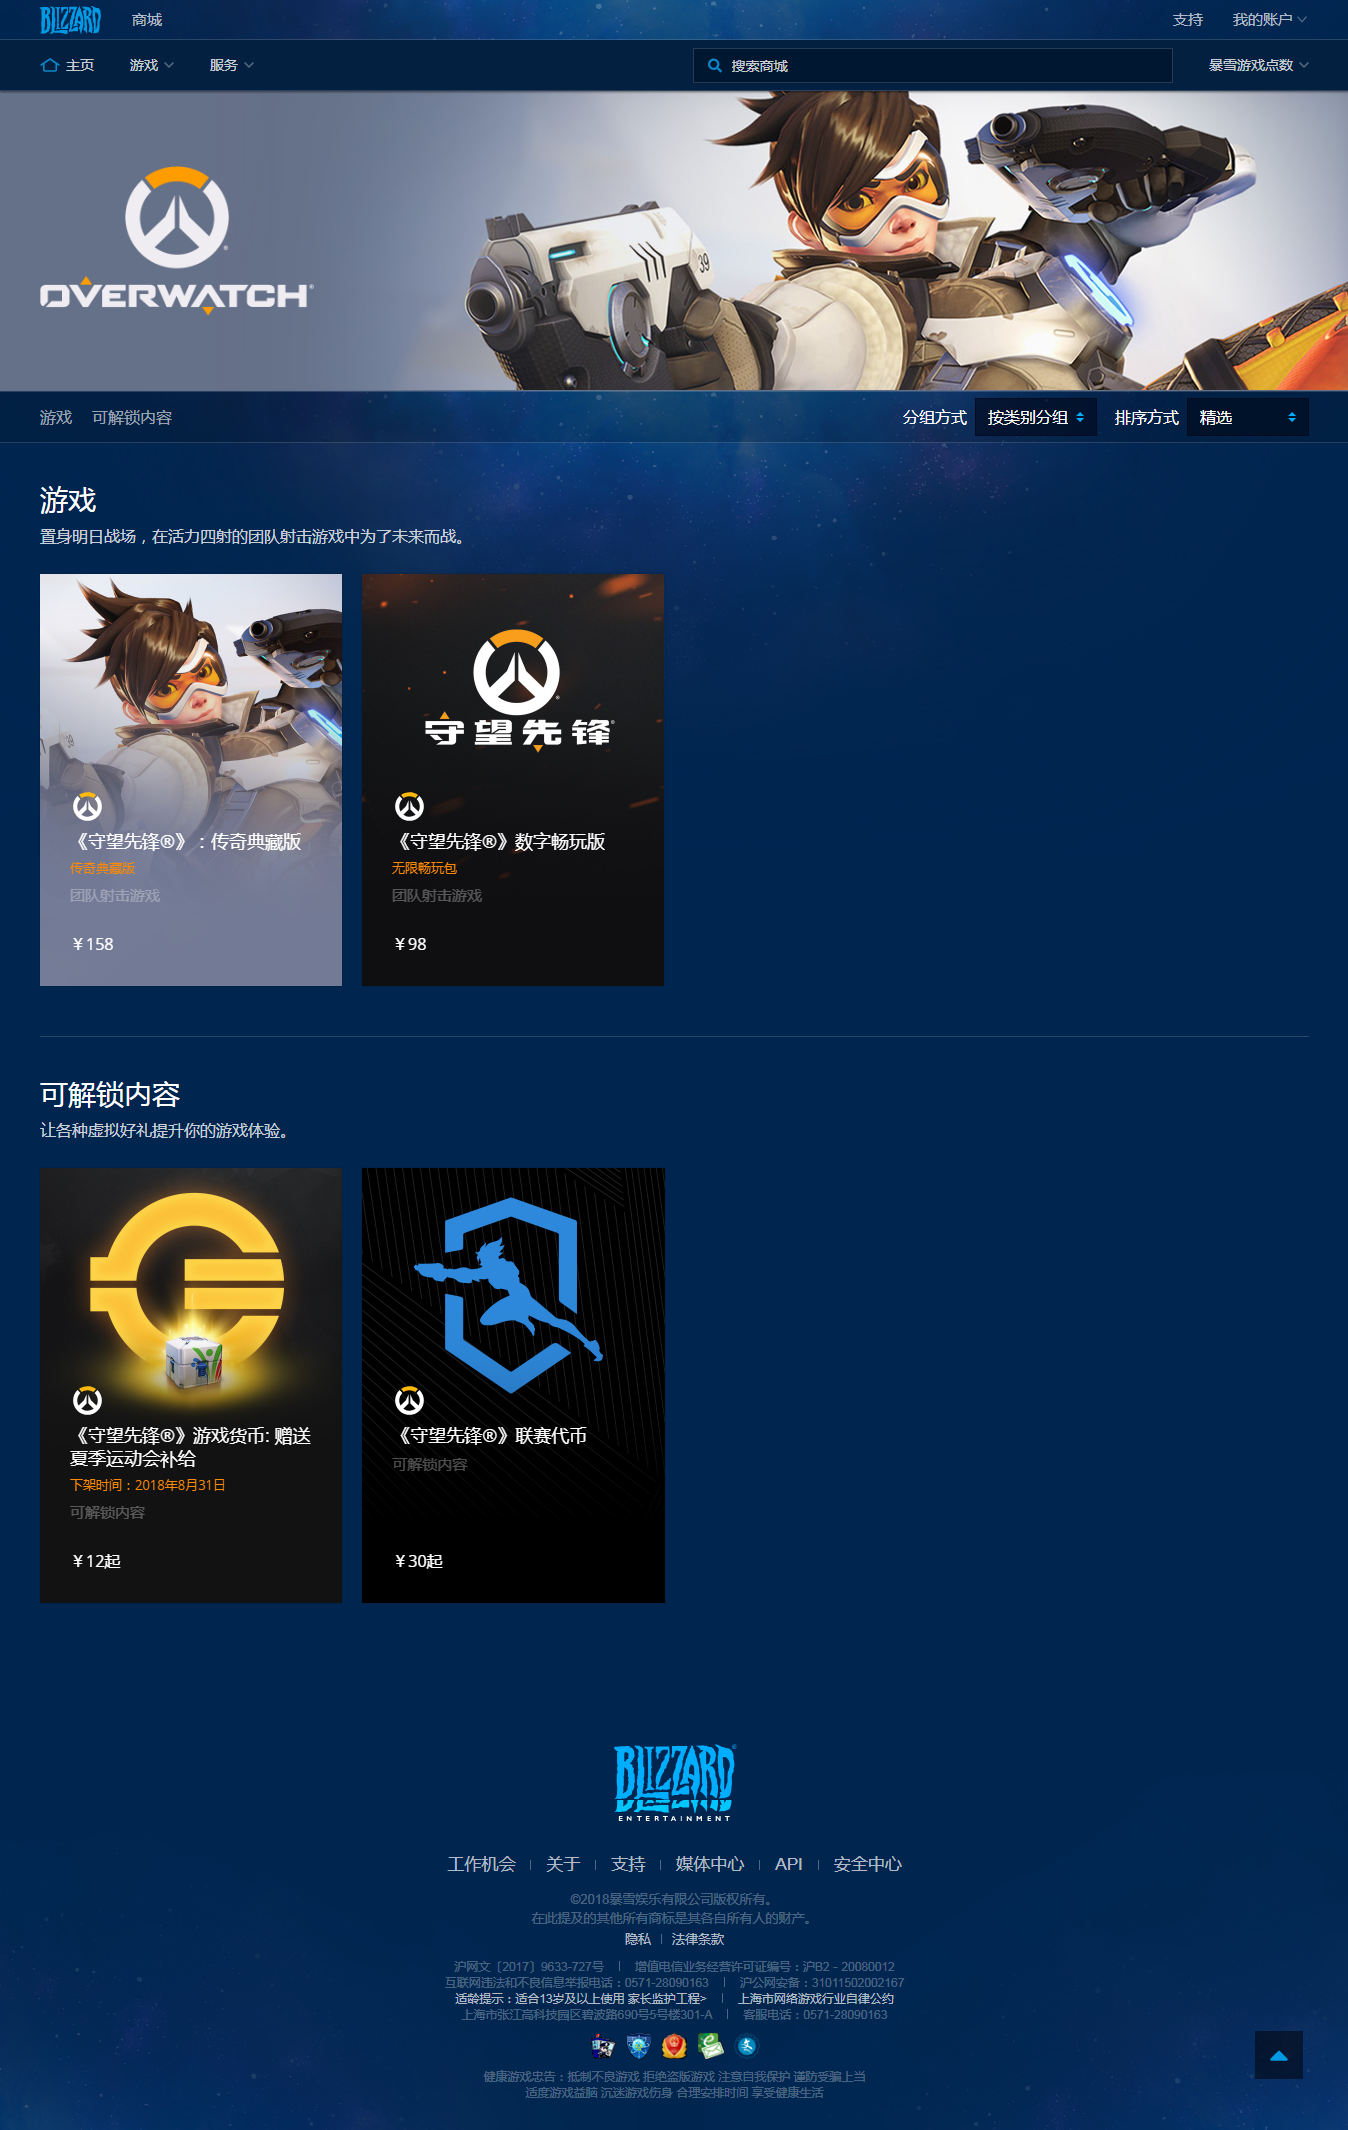 BLIZZARD 商城 支持 我的账户
主页 游戏 服务 搜索商城 暴雪游戏点数
39
OVERWATCH
游戏 可解锁内容 分组方式 按类别分组 排序方式 精选
游戏
置身明日战场，在活力四射的团队射击游戏中为了未来而战。
守望先锋
《守望先锋®》：传奇典藏版
传奇典藏版
团队射击游戏
￥158
《守望先锋®》数字畅玩版
无限畅玩包
团队射击游戏
￥98
可解锁内容
让各种虚拟好礼提升你的游戏体验。
《守望先锋®》游戏货币: 赠送
夏季运动会补给
下架时间：2018年8月31日
可解锁内容
￥12起
《守望先锋®》联赛代币
可解锁内容
￥30起
BLIZZARD
ENTERTAINMENT
工作机会 | 关于 | 支持 | 媒体中心 | API | 安全中心
©2018暴雪娱乐有限公司版权所有。
在此提及的其他所有商标是其各自所有人的财产。
隐私 | 法律条款
沪网文〔2017〕9633-727号 | 增值电信业务经营许可证编号：沪B2 - 20080012
互联网违法和不良信息举报电话：0571-28090163 | 沪公网安备：31011502002167
适龄提示：适合13岁及以上使用 家长监护工程> | 上海市网络游戏行业自律公约
上海市张江高科技园区碧波路690号5号楼301-A | 客服电话：0571-28090163
健康游戏忠告：抵制不良游戏 拒绝盗版游戏 注意自我保护 谨防受骗上当
适度游戏益脑 沉迷游戏伤身 合理安排时间 享受健康生活